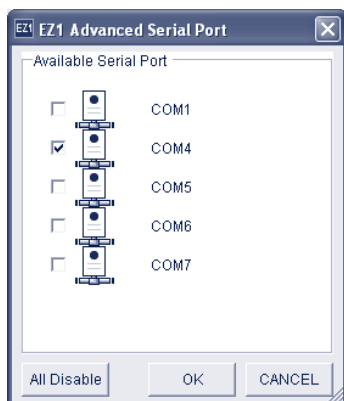 EZ1 EZ1 Advanced Serial Port
Available Serial Port
COM1
COM4
COM5
COM6
COM7
All Disable OK CANCEL